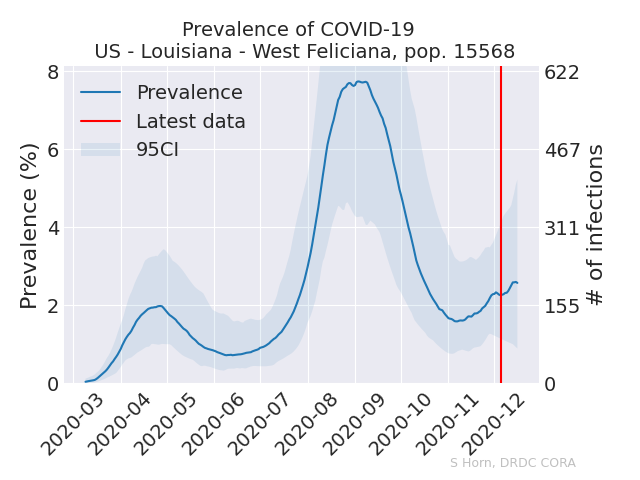 Prevalence of COVID-19
US - Louisiana - West Feliciana, pop. 15568
Prevalence
Latest data
95CI
Prevalence (%)
8
6
4
2
0
622
467
311
155
0
# of infections
2020-03
2020-04
2020-05
2020-06
2020-07
2020-08
2020-09
2020-10
2020-11
2020-12
S Horn, DRDC CORA